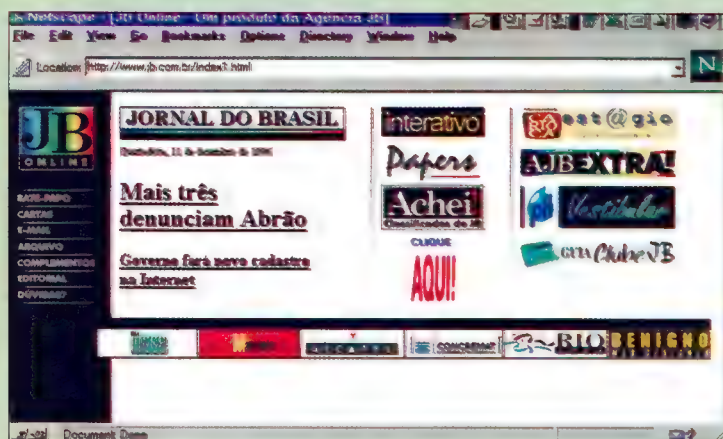 Netscape - [JB Online - Um produto da Agência JB]
File Edit View Go Bookmarks Options Directory Window Help
Location: http://www.jb.com.br/index1.html
N
JB
ONLINE
BATE-PAPO
CARTAS
E-MAIL
ARQUIVO
COMPLEMENTOS
EDITORIAL
DÚVIDAS?
JORNAL DO BRASIL
Mais três
denunciam Abrão
Governo fará novo cadastro
na Internet
interativo
Papers
Achei
Classificados do JB
CLIQUE
AQUI!
est@gio
AJB EXTRA!
Vestibular
GUIA Clube JB
RIO
BENIGNO
Document: Done